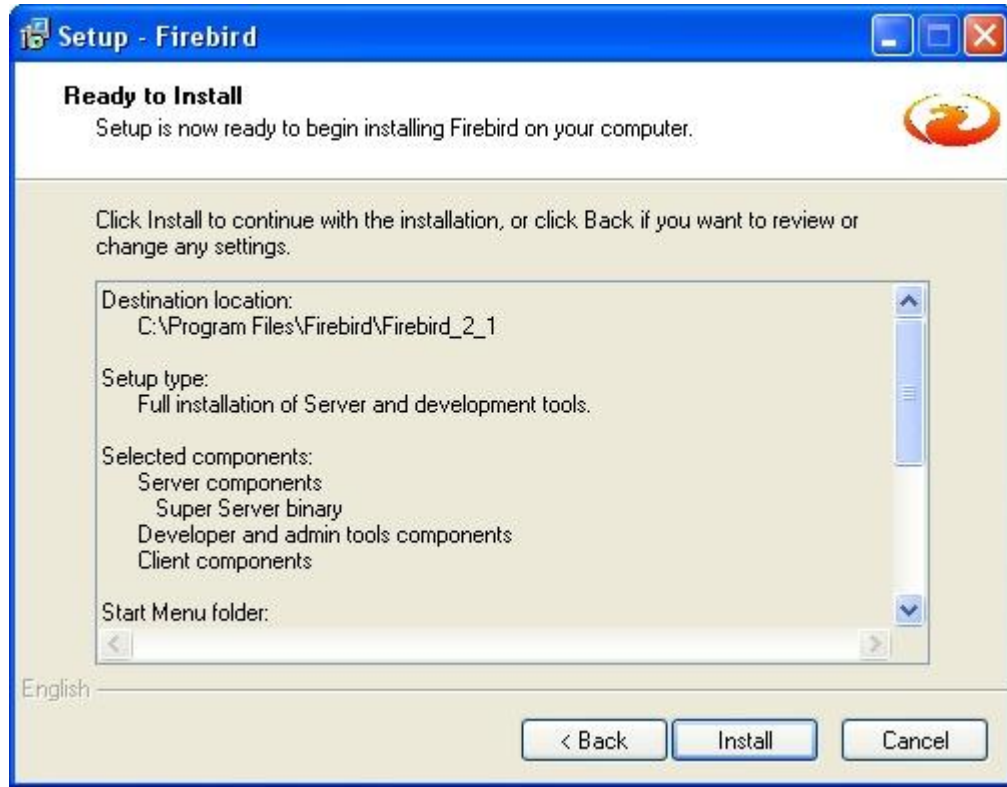 Setup - Firebird
Ready to Install
Setup is now ready to begin installing Firebird on your computer.
Click Install to continue with the installation, or click Back if you want to review or
change any settings.
Destination location:
C:\Program Files\Firebird\Firebird_2_1
Setup type:
Full installation of Server and development tools.
Selected components:
Server components
Super Server binary
Developer and admin tools components
Client components
Start Menu folder:
English
< Back
Install
Cancel